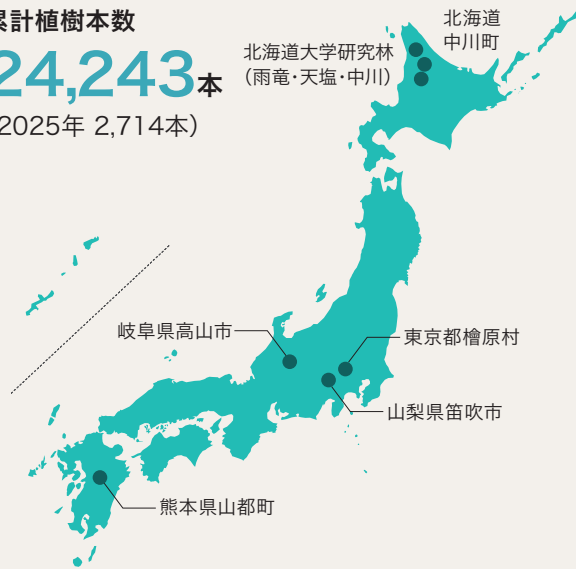 累計植樹本数
24,243本
2025年 2,714本）
北海道大学研究林
（雨竜・天塩・中川）
北海道
中川町
岐阜県高山市
東京都檜原村
山梨県笛吹市
熊本県山都町